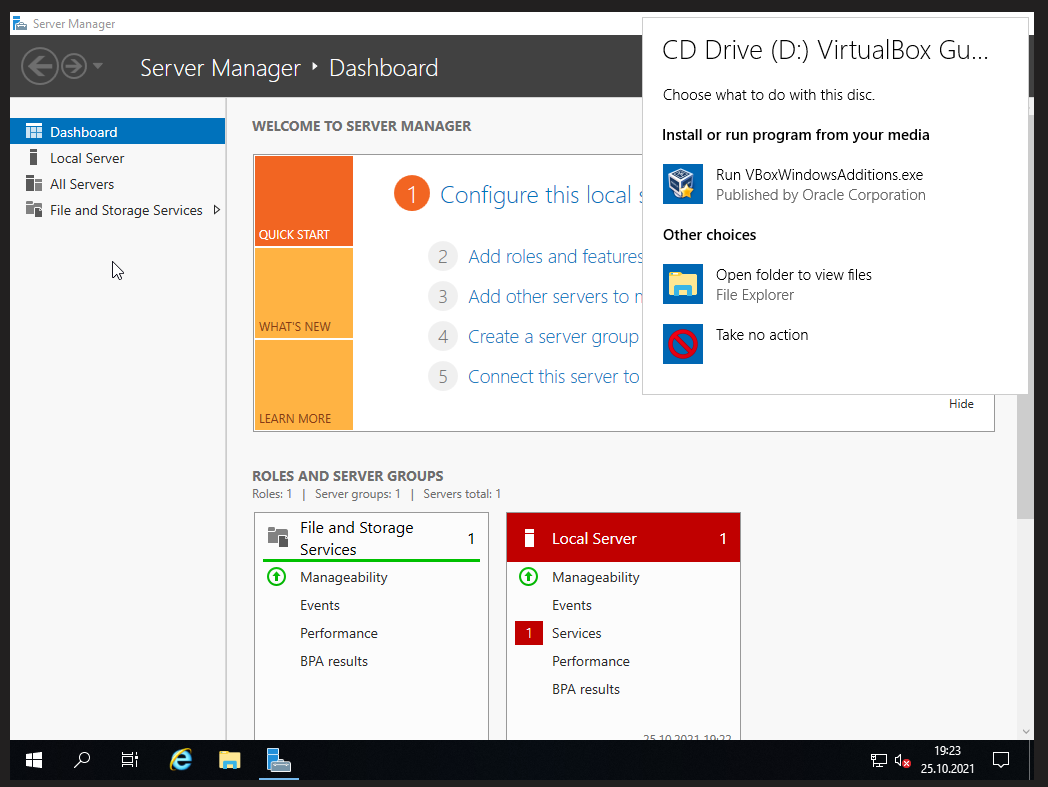 Server Manager
Server Manager ‣ Dashboard
Dashboard
Local Server
All Servers
File and Storage Services
WELCOME TO SERVER MANAGER
QUICK START
WHAT'S NEW
LEARN MORE
1 Configure this local s
2 Add roles and features
3 Add other servers to m
4 Create a server group
5 Connect this server to
Hide
CD Drive (D:) VirtualBox Gu...
Choose what to do with this disc.
Install or run program from your media
Run VBoxWindowsAdditions.exe
Published by Oracle Corporation
Other choices
Open folder to view files
File Explorer
Take no action
ROLES AND SERVER GROUPS
Roles: 1 | Server groups: 1 | Servers total: 1
File and Storage
Services
1
Manageability
Events
Performance
BPA results
Local Server 1
Manageability
Events
1 Services
Performance
BPA results
25.10.2021 19:22
19:23
25.10.2021